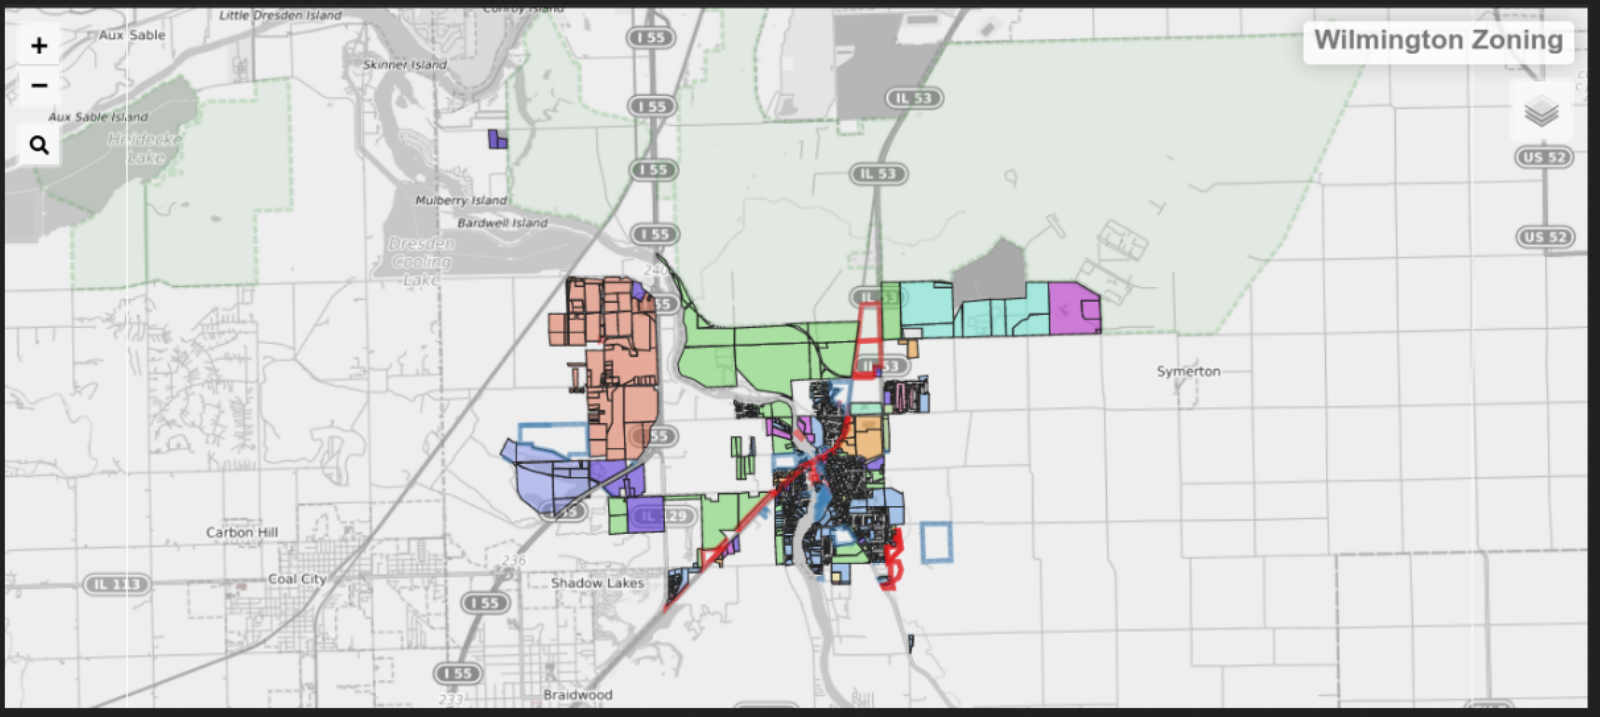 Little Dresden Island
Conroy Island
Aux Sable
+
I 55
Wilmington Zoning
Skinner Island
−
I 55
IL 53
Aux Sable Island
Heidecke
Lake
US 52
I 55
IL 53
Mulberry Island
Bardwell Island
I 55
US 52
Dresden
Cooling
Lake
240
55
IL 53
IL 53
Symerton
55
55
IL 129
Carbon Hill
236
IL 113
Coal City
Shadow Lakes
I 55
I 55
Braidwood
233